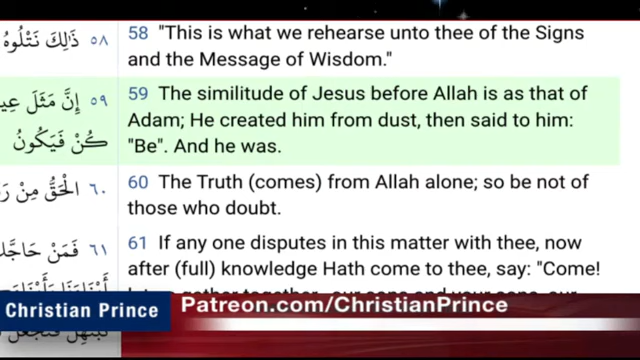 ذَٰلِكَ نَتْلُوهُ ٥٨
58 "This is what we rehearse unto thee of the Signs
and the Message of Wisdom."
إِنَّ مَثَلَ ٥٩
كُنْ فَيَكُونُ
59 The similitude of Jesus before Allah is as that of
Adam; He created him from dust, then said to him:
"Be". And he was.
الْحَقُّ مِنْ ٦٠
60 The Truth (comes) from Allah alone; so be not of
those who doubt.
فَمَنْ ٦١
61 If any one disputes in this matter with thee, now
after (full) knowledge Hath come to thee, say: "Come!
Christian Prince
Patreon.com/ChristianPrince